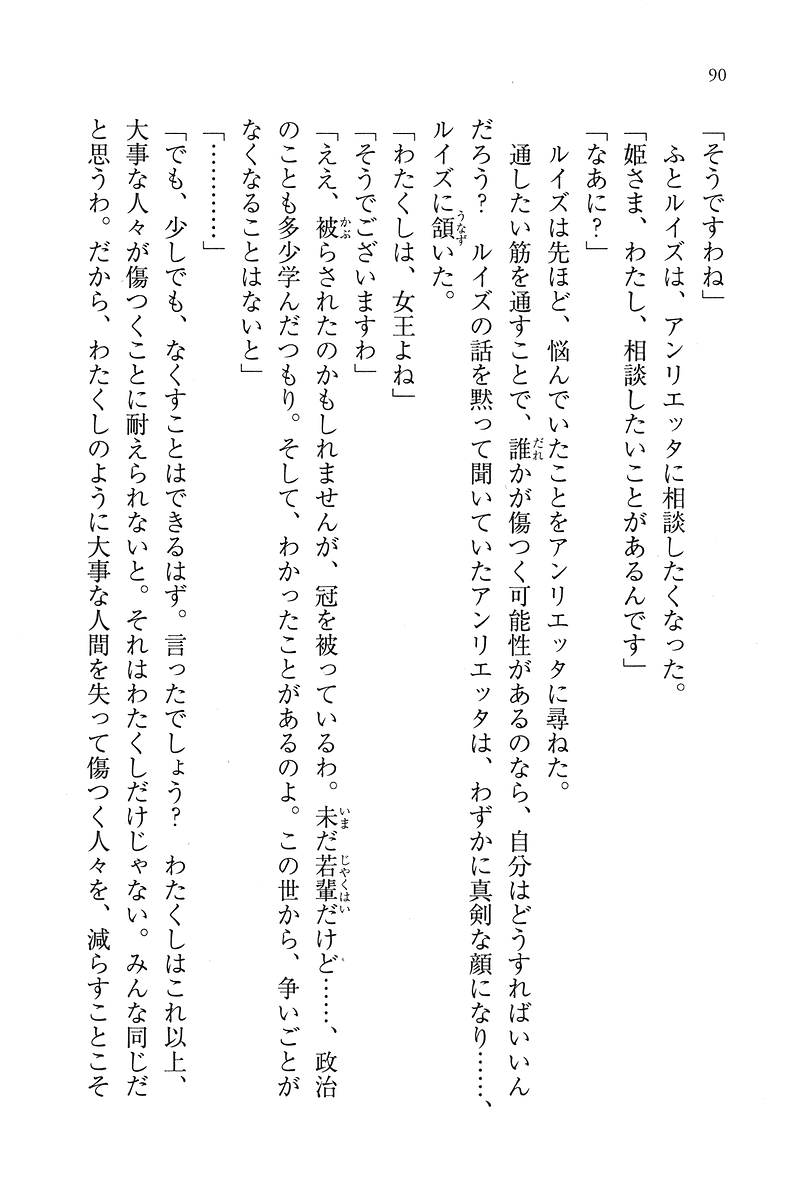 90
「そうですわね」
　ふとルイズは、アンリエッタに相談したくなった。
「姫さま、わたし、相談したいことがあるんです」
「なあに？」
　ルイズは先ほど、悩んでいたことをアンリエッタに尋ねた。
　通したい筋を通すことで、誰かが傷つく可能性があるのなら、自分はどうすればいいん
だろう？　ルイズの話を黙って聞いていたアンリエッタは、わずかに真剣な顔になり……、
ルイズに頷いた。
「わたくしは、女王よね」
「そうでございますわ」
「ええ、被らされたのかもしれませんが、冠を被っているわ。未だ若輩だけど……、政治
のことも多少学んだつもり。そして、わかったことがあるのよ。この世から、争いごとが
なくなることはないと」
「…………」
「でも、少しでも、なくすことはできるはず。言ったでしょう？　わたくしはこれ以上、
大事な人々が傷つくことに耐えられないと。それはわたくしだけじゃない。みんな同じだ
と思うわ。だから、わたくしのように大事な人間を失って傷つく人々を、減らすことこそ